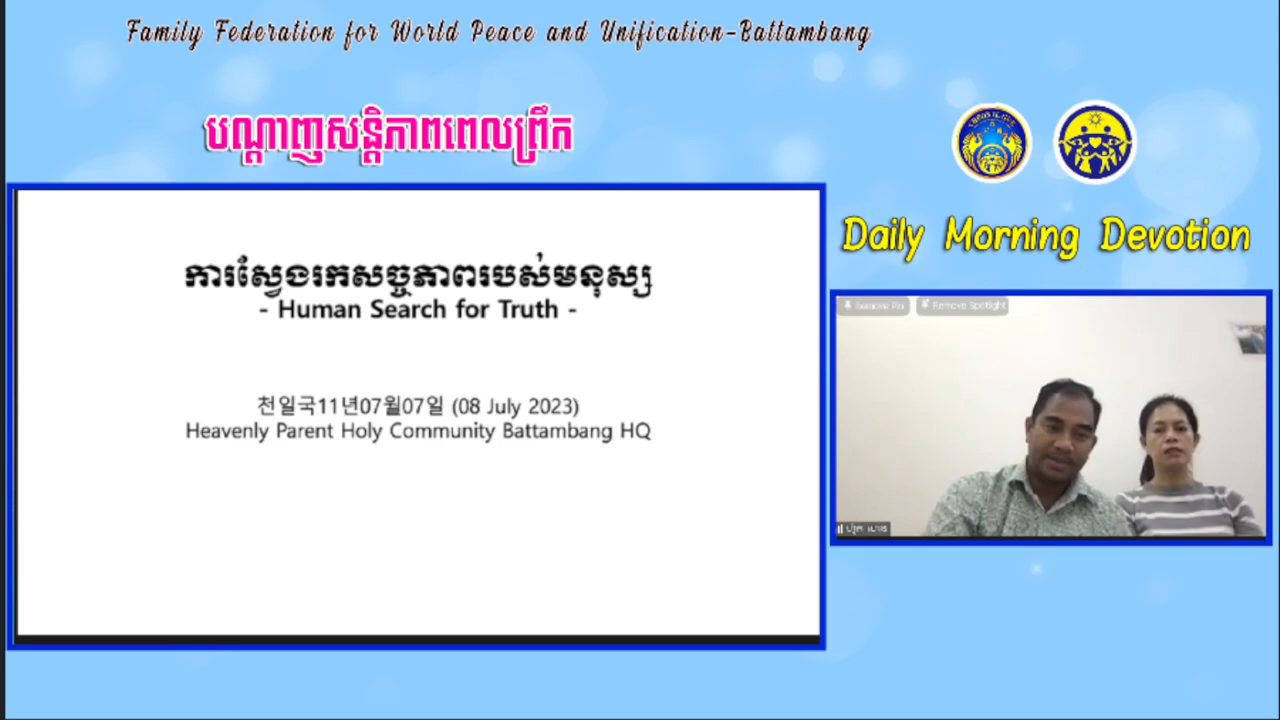 Family Federation for World Peace and Unification-Battambang
បណ្ដាញសន្តិភាពពេលព្រឹក
Daily Morning Devotion
ការស្វែងរកសច្ចភាពរបស់មនុស្ស
- Human Search for Truth -
천일국11년07월07일 (08 July 2023)
Heavenly Parent Holy Community Battambang HQ
Remove Pin
Remove Spotlight